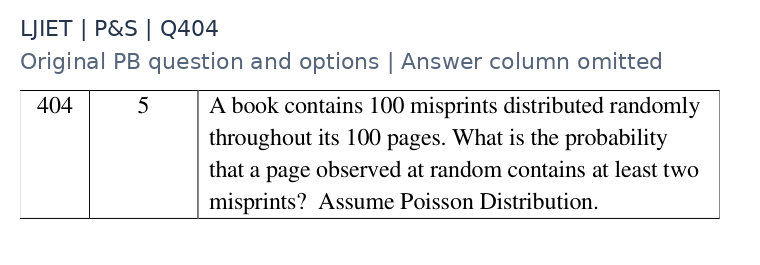 LJIET | P&S | Q404
Original PB question and options | Answer column omitted
404 5 A book contains 100 misprints distributed randomly
throughout its 100 pages. What is the probability
that a page observed at random contains at least two
misprints? Assume Poisson Distribution.